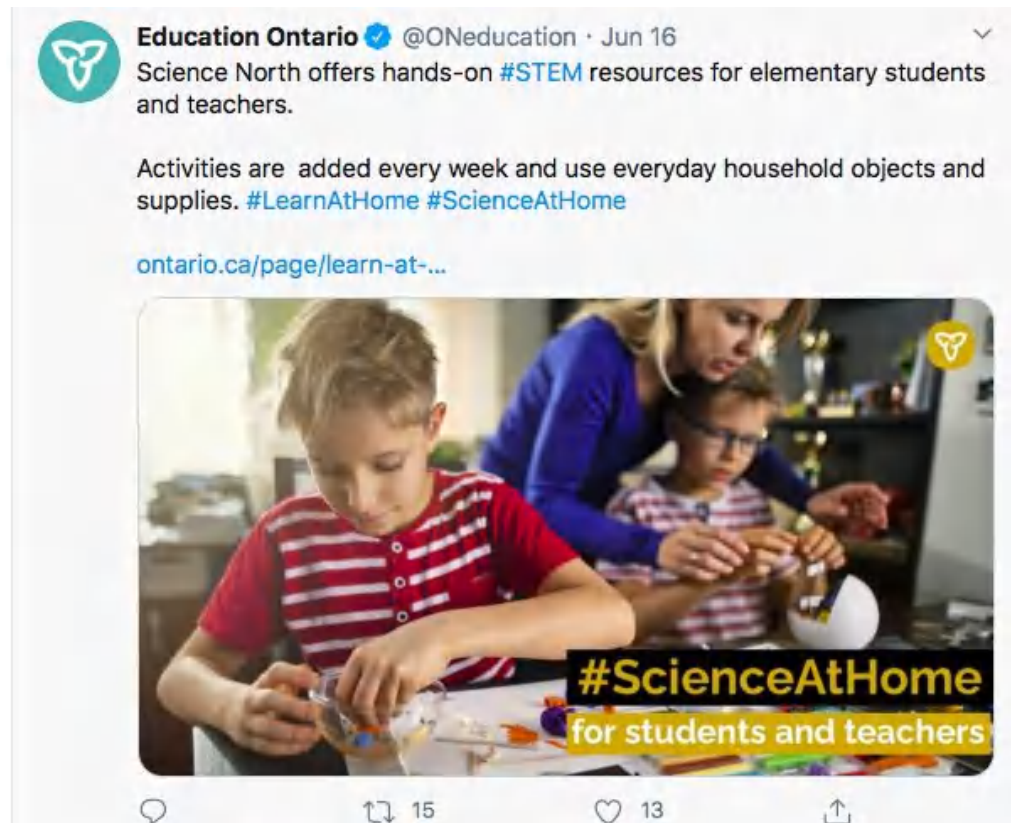 Education Ontario @ONeducation · Jun 16
Science North offers hands-on #STEM resources for elementary students
and teachers.
Activities are  added every week and use everyday household objects and
supplies. #LearnAtHome #ScienceAtHome
ontario.ca/page/learn-at-...
#ScienceAtHome
for students and teachers
15 13